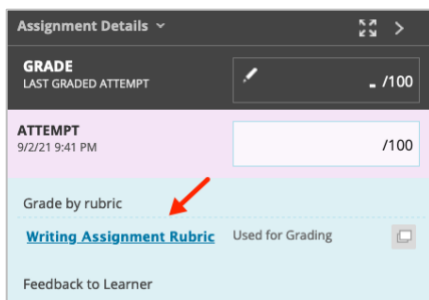 Assignment Details
GRADE
LAST GRADED ATTEMPT
- /100
ATTEMPT
9/2/21 9:41 PM
/100
Grade by rubric
Writing Assignment Rubric Used for Grading
Feedback to Learner